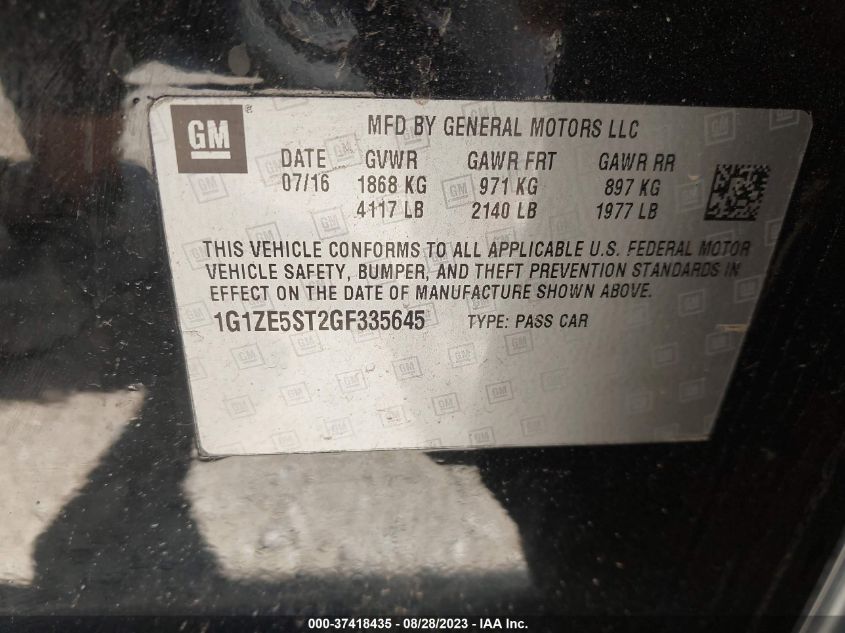 GM ® MFD BY GENERAL MOTORS LLC
DATE GVWR GAWR FRT GAWR RR
07/16 1868 KG 971 KG 897 KG
4117 LB 2140 LB 1977 LB
THIS VEHICLE CONFORMS TO ALL APPLICABLE U.S. FEDERAL MOTOR
VEHICLE SAFETY, BUMPER, AND THEFT PREVENTION STANDARDS IN
EFFECT ON THE DATE OF MANUFACTURE SHOWN ABOVE.
1G1ZE5ST2GF335645 TYPE: PASS CAR
000-37418435 - 08/28/2023 - IAA Inc.